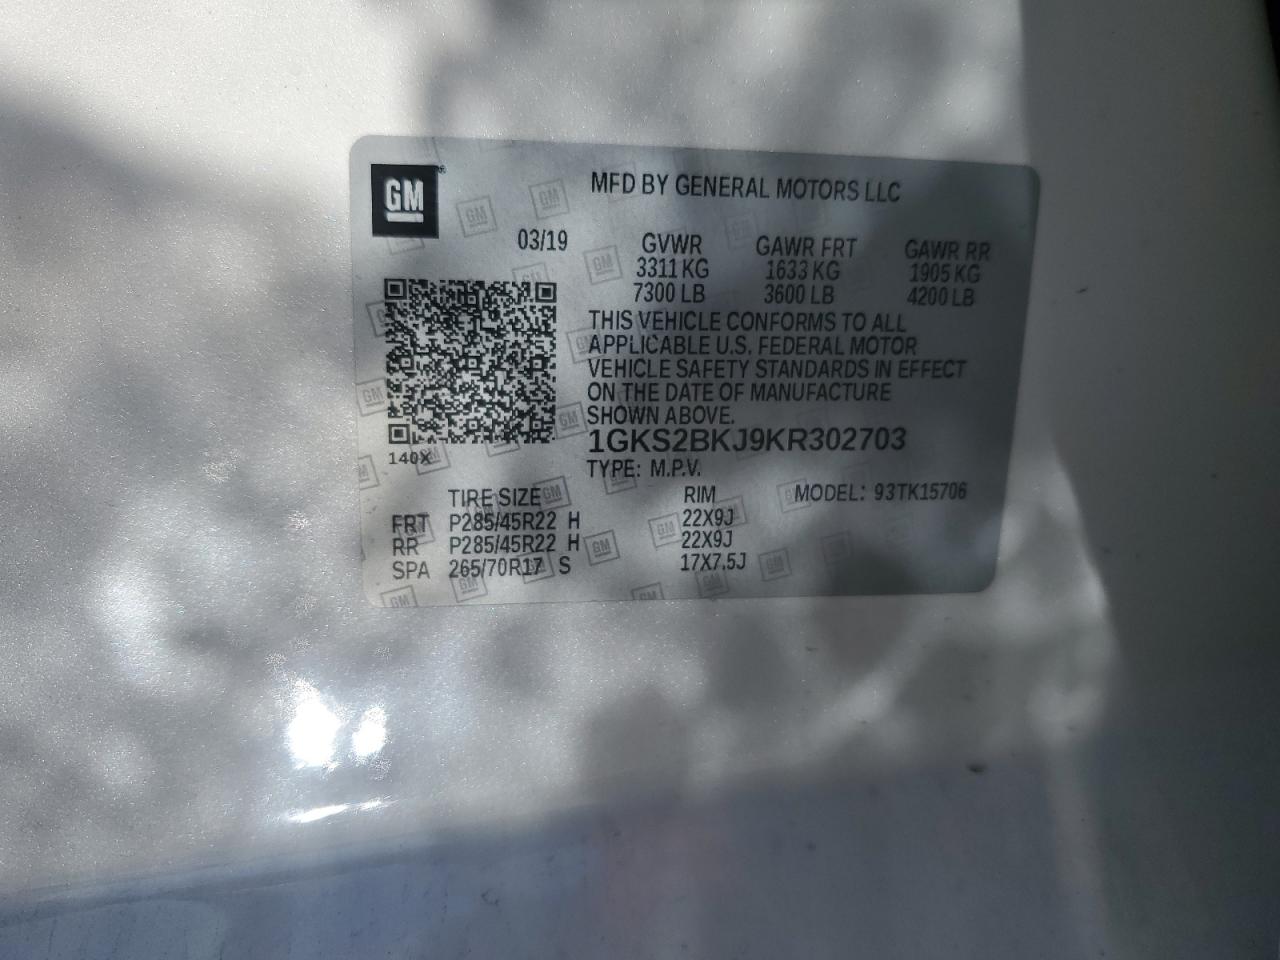 GM
MFD BY GENERAL MOTORS LLC
03/19 GVWR GAWR FRT GAWR RR
3311 KG 1633 KG 1905 KG
7300 LB 3600 LB 4200 LB
THIS VEHICLE CONFORMS TO ALL
APPLICABLE U.S. FEDERAL MOTOR
VEHICLE SAFETY STANDARDS IN EFFECT
ON THE DATE OF MANUFACTURE
SHOWN ABOVE.
1GKS2BKJ9KR302703
140X
TYPE: M.P.V.
TIRE SIZE RIM MODEL: 93TK15706
FRT P285/45R22 H 22X9J
RR P285/45R22 H 22X9J
SPA 265/70R17 S 17X7.5J